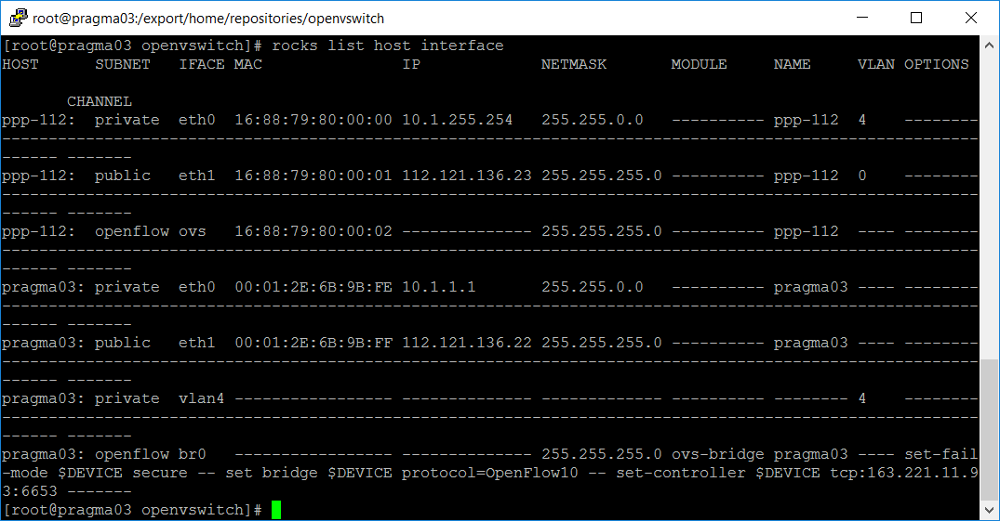 root@pragma03:/export/home/repositories/openvswitch
[root@pragma03 openvswitch]# rocks list host interface
HOST      SUBNET   IFACE MAC               IP             NETMASK       MODULE     NAME     VLAN OPTIONS
       CHANNEL
ppp-112:  private  eth0  16:88:79:80:00:00 10.1.255.254   255.255.0.0   ---------- ppp-112  4    --------
---------------------------------------------------------------------------------------------------------
------ -------
ppp-112:  public   eth1  16:88:79:80:00:01 112.121.136.23 255.255.255.0 ---------- ppp-112  0    --------
---------------------------------------------------------------------------------------------------------
------ -------
ppp-112:  openflow ovs   16:88:79:80:00:02 -------------- 255.255.255.0 ---------- ppp-112  ---- --------
---------------------------------------------------------------------------------------------------------
------ -------
pragma03: private  eth0  00:01:2E:6B:9B:FE 10.1.1.1       255.255.0.0   ---------- pragma03 ---- --------
---------------------------------------------------------------------------------------------------------
------ -------
pragma03: public   eth1  00:01:2E:6B:9B:FF 112.121.136.22 255.255.255.0 ---------- pragma03 ---- --------
---------------------------------------------------------------------------------------------------------
------ -------
pragma03: private  vlan4 ----------------- -------------- ------------- ---------- -------- 4    --------
---------------------------------------------------------------------------------------------------------
------ -------
pragma03: openflow br0   ----------------- -------------- 255.255.255.0 ovs-bridge pragma03 ---- set-fail
-mode $DEVICE secure -- set bridge $DEVICE protocol=OpenFlow10 -- set-controller $DEVICE tcp:163.221.11.9
3:6653 -------
[root@pragma03 openvswitch]#